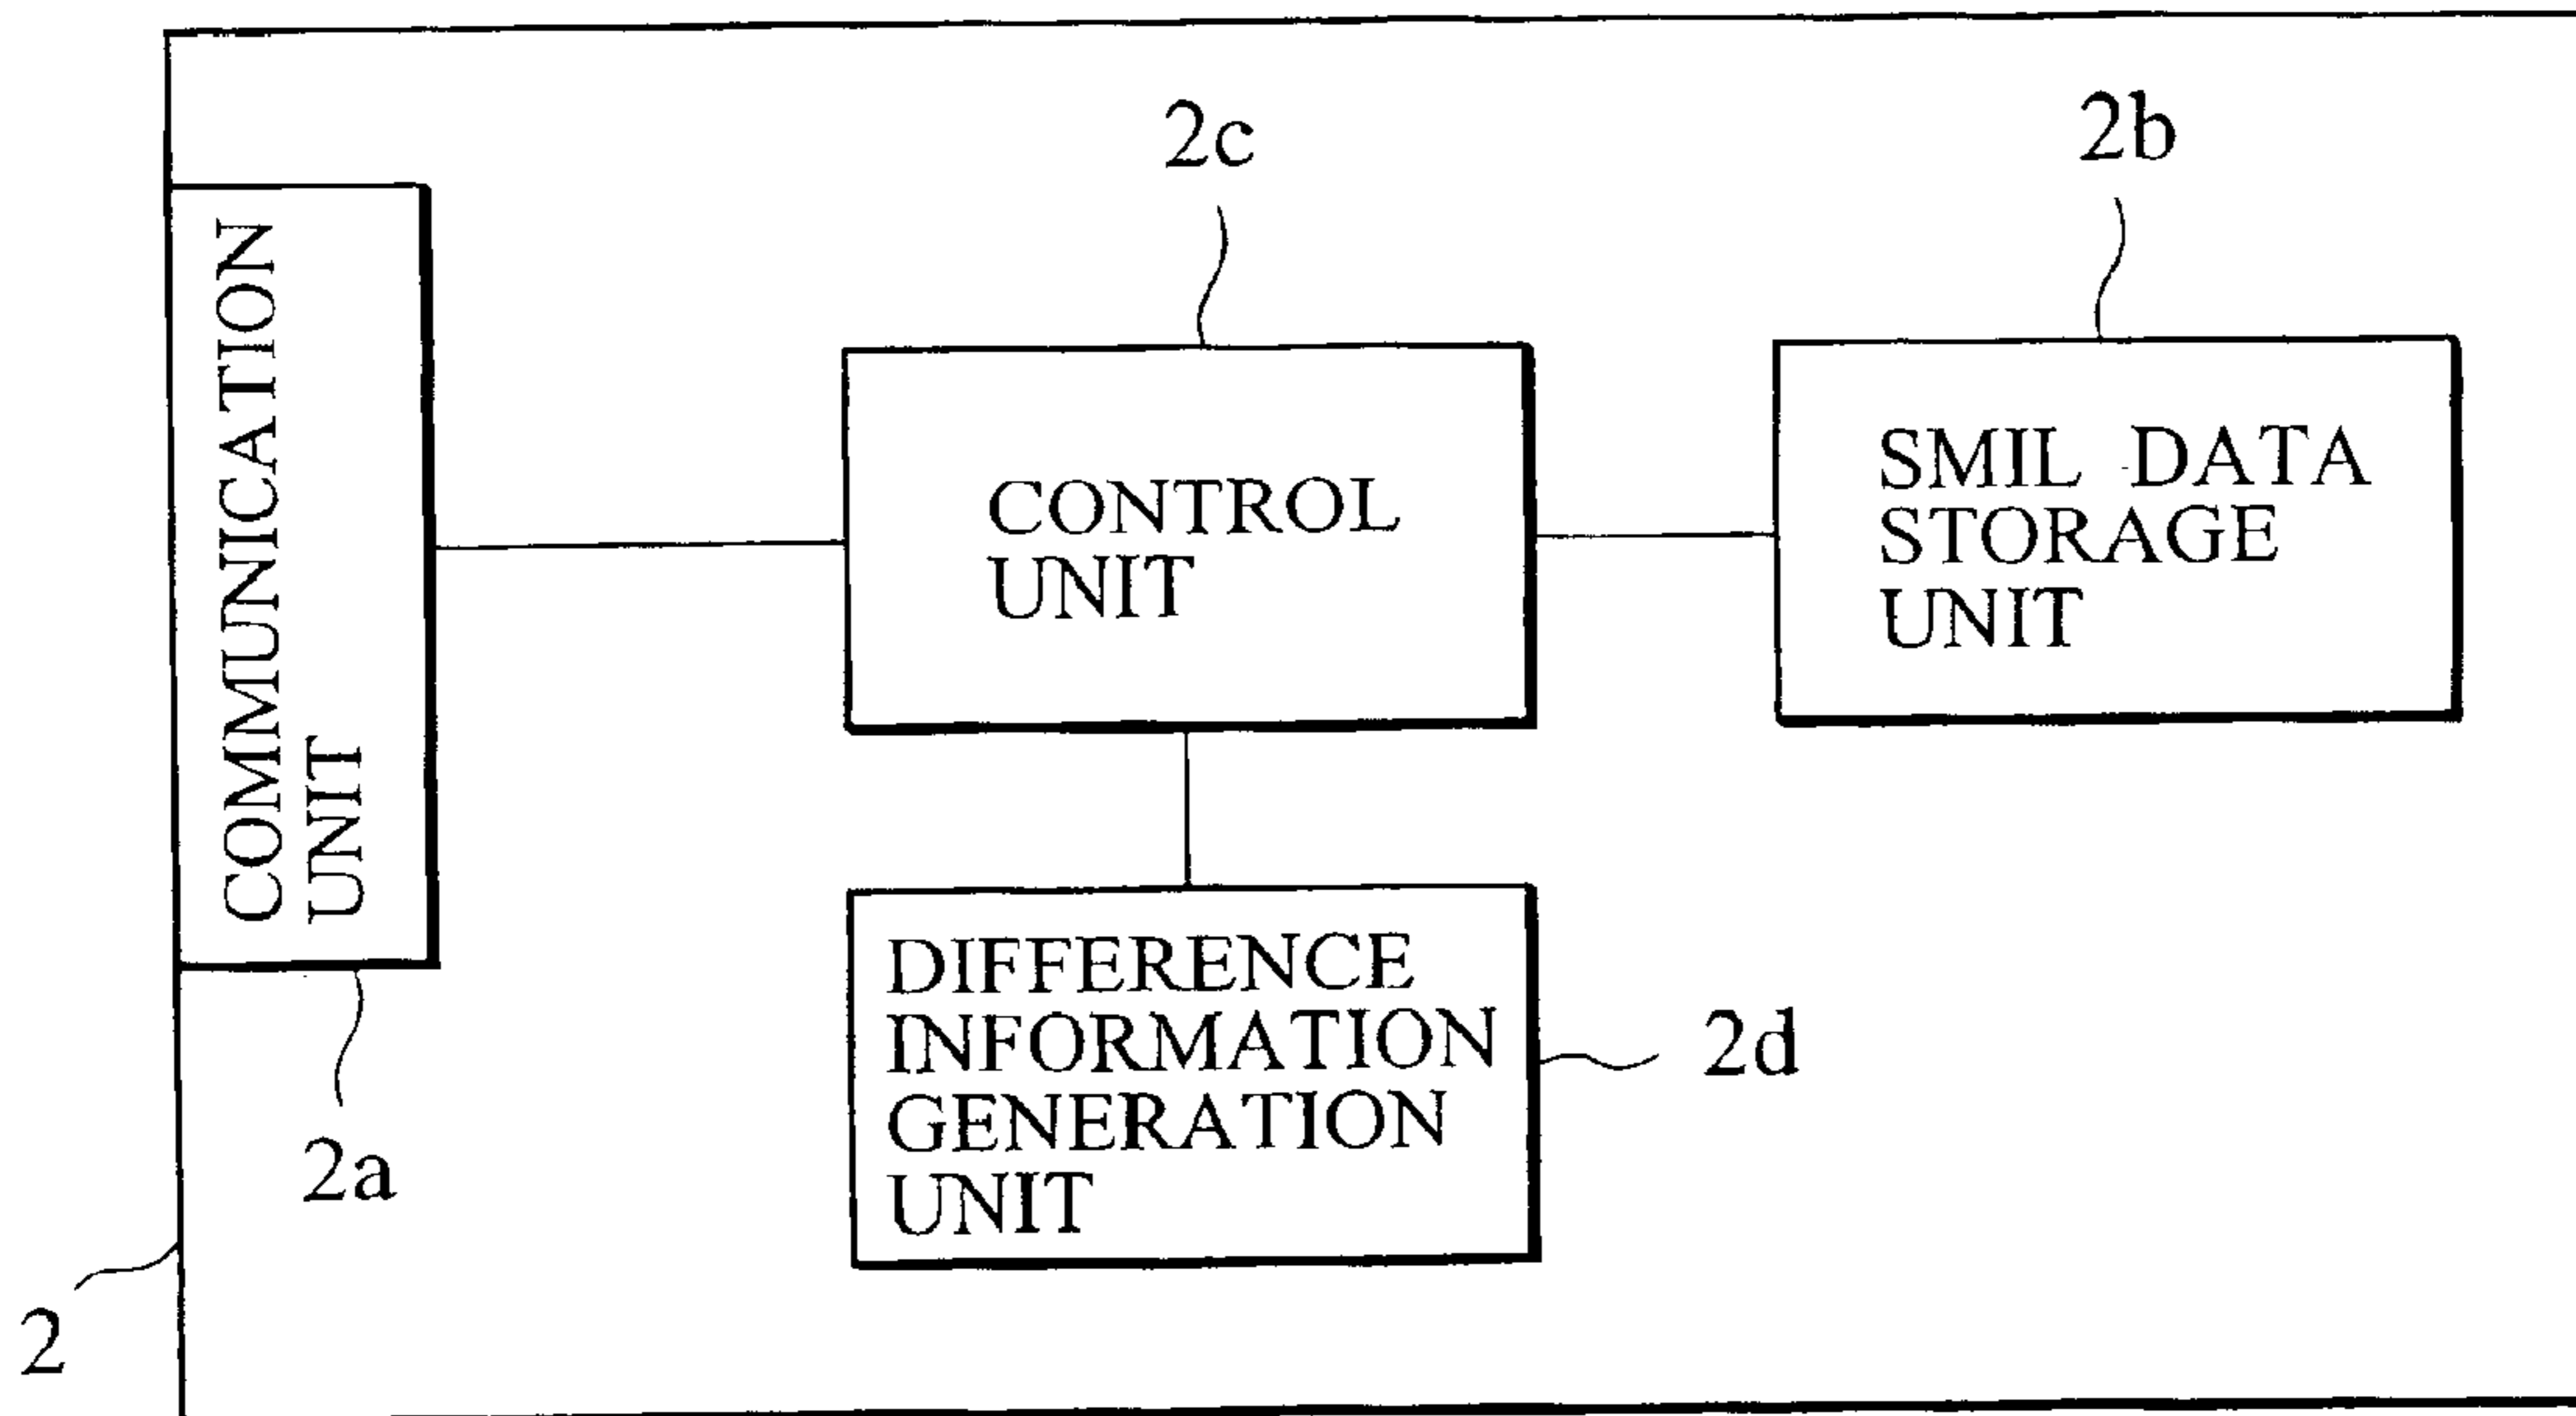 2c
2b
COMMUNICATION
UNIT
CONTROL
UNIT
SMIL DATA
STORAGE
UNIT
DIFFERENCE
INFORMATION
GENERATION
UNIT
2d
2a
2